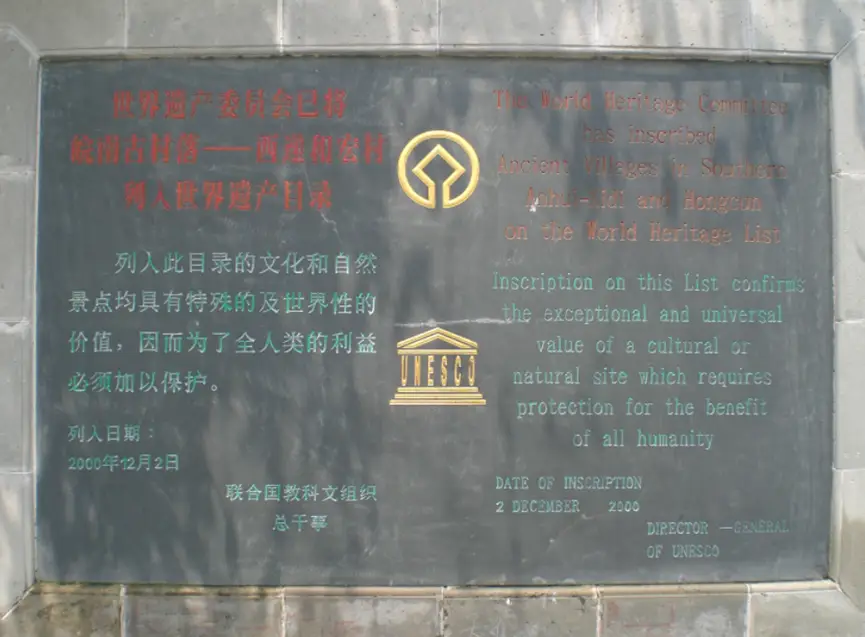 世界遗产委员会已将
皖南古村落——西递和宏村
列入世界遗产目录
列入此目录的文化和自然
景点均具有特殊的及世界性的
价值，因而为了全人类的利益
必须加以保护。
列入日期：
2000年12月2日
联合国教科文组织
总干事
UNESCO
The World Heritage Committee
has inscribed
Ancient Villages in Southern
Anhui-Xidi and Hongcun
on the World Heritage List
Inscription on this List confirms
the exceptional and universal
value of a cultural or
natural site which requires
protection for the benefit
of all humanity
DATE OF INSCRIPTION
2 DECEMBER 2000
DIRECTOR —GENERAL
OF UNESCO